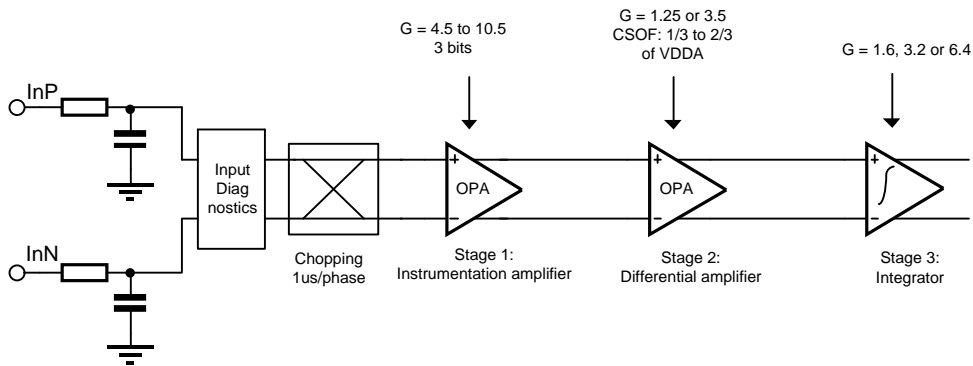 G = 4.5 to 10.5
3 bits
G = 1.25 or 3.5
CSOF: 1/3 to 2/3
of VDDA
G = 1.6, 3.2 or 6.4
InP
InN
Input
Diag
nostics
Chopping
1us/phase
+
OPA
−
Stage 1:
Instrumentation amplifier
+
OPA
−
Stage 2:
Differential amplifier
+
−
Stage 3:
Integrator